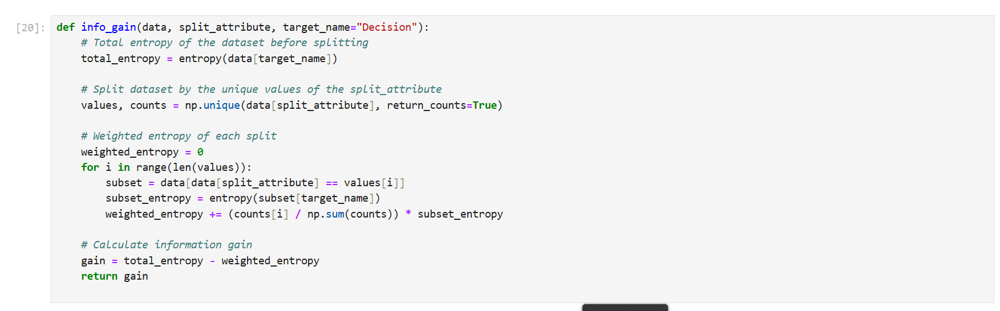 [20]: def info_gain(data, split_attribute, target_name="Decision"):
    # Total entropy of the dataset before splitting
    total_entropy = entropy(data[target_name])
    # Split dataset by the unique values of the split_attribute
    values, counts = np.unique(data[split_attribute], return_counts=True)
    # Weighted entropy of each split
    weighted_entropy = 0
    for i in range(len(values)):
        subset = data[data[split_attribute] == values[i]]
        subset_entropy = entropy(subset[target_name])
        weighted_entropy += (counts[i] / np.sum(counts)) * subset_entropy
    # Calculate information gain
    gain = total_entropy - weighted_entropy
    return gain